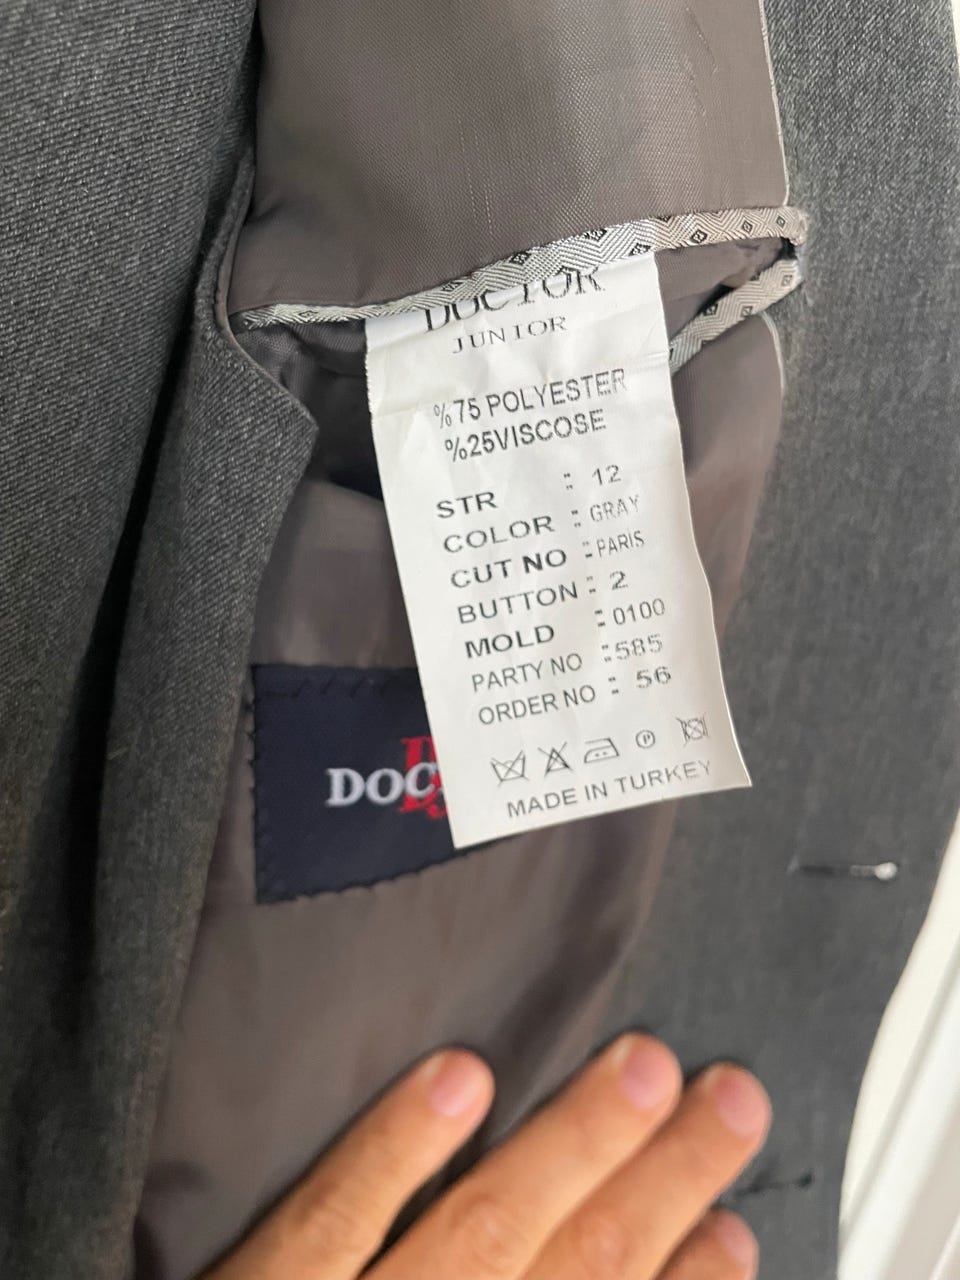 DOCTOR
JUNIOR
%75 POLYESTER
%25VISCOSE
STR : 12
COLOR : GRAY
CUT NO : PARIS
BUTTON : 2
MOLD : 0100
PARTY NO : 585
ORDER NO : 56
P
MADE IN TURKEY
DOC